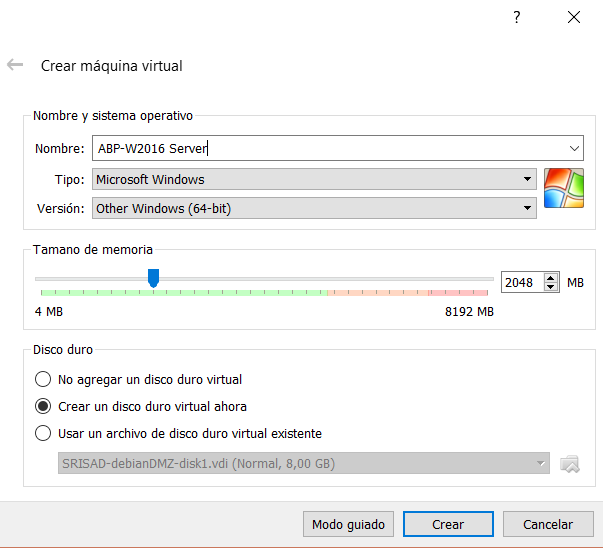 ?
Crear máquina virtual
Nombre y sistema operativo
Nombre: ABP-W2016 Server
Tipo: Microsoft Windows
Versión: Other Windows (64-bit)
Tamano de memoria
2048 MB
4 MB 8192 MB
Disco duro
No agregar un disco duro virtual
Crear un disco duro virtual ahora
Usar un archivo de disco duro virtual existente
SRISAD-debianDMZ-disk1.vdi (Normal, 8,00 GB)
Modo guiado Crear Cancelar